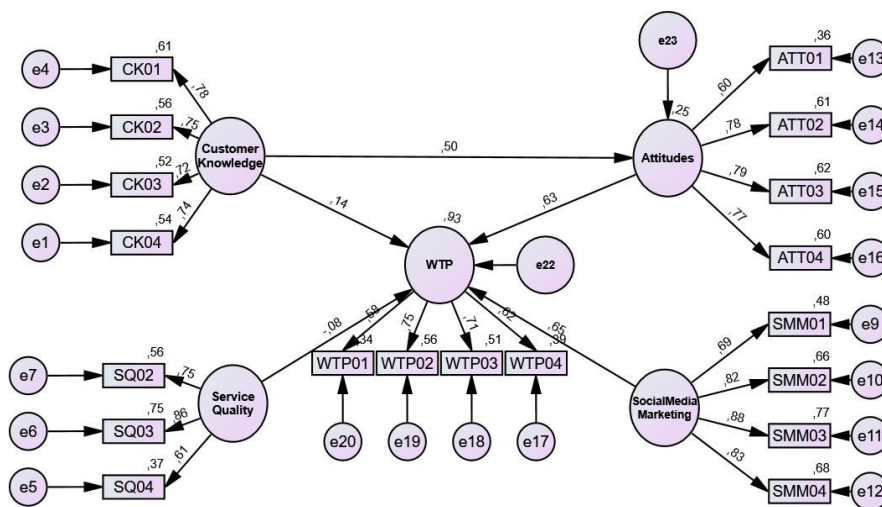 e4
,61
CK01
,78
e3
,56
CK02
,75
e2
,52
CK03
,72
e1
,54
CK04
,74
Customer
Knowledge
,50
,14
e23
,25
Attitudes
,63
,36
ATT01
e13
,60
,61
ATT02
e14
,78
,62
ATT03
e15
,79
,60
ATT04
e16
,77
,93
WTP
e22
-,08
,58
,75
,71
,62
,65
,34
WTP01
,56
WTP02
,51
WTP03
,39
WTP04
e20
e19
e18
e17
e7
,56
SQ02
,75
e6
,75
SQ03
,86
e5
,37
SQ04
,61
Service
Quality
SocialMedia
Marketing
,48
SMM01
e9
,69
,66
SMM02
e10
,82
,77
SMM03
e11
,88
,68
SMM04
e12
,83